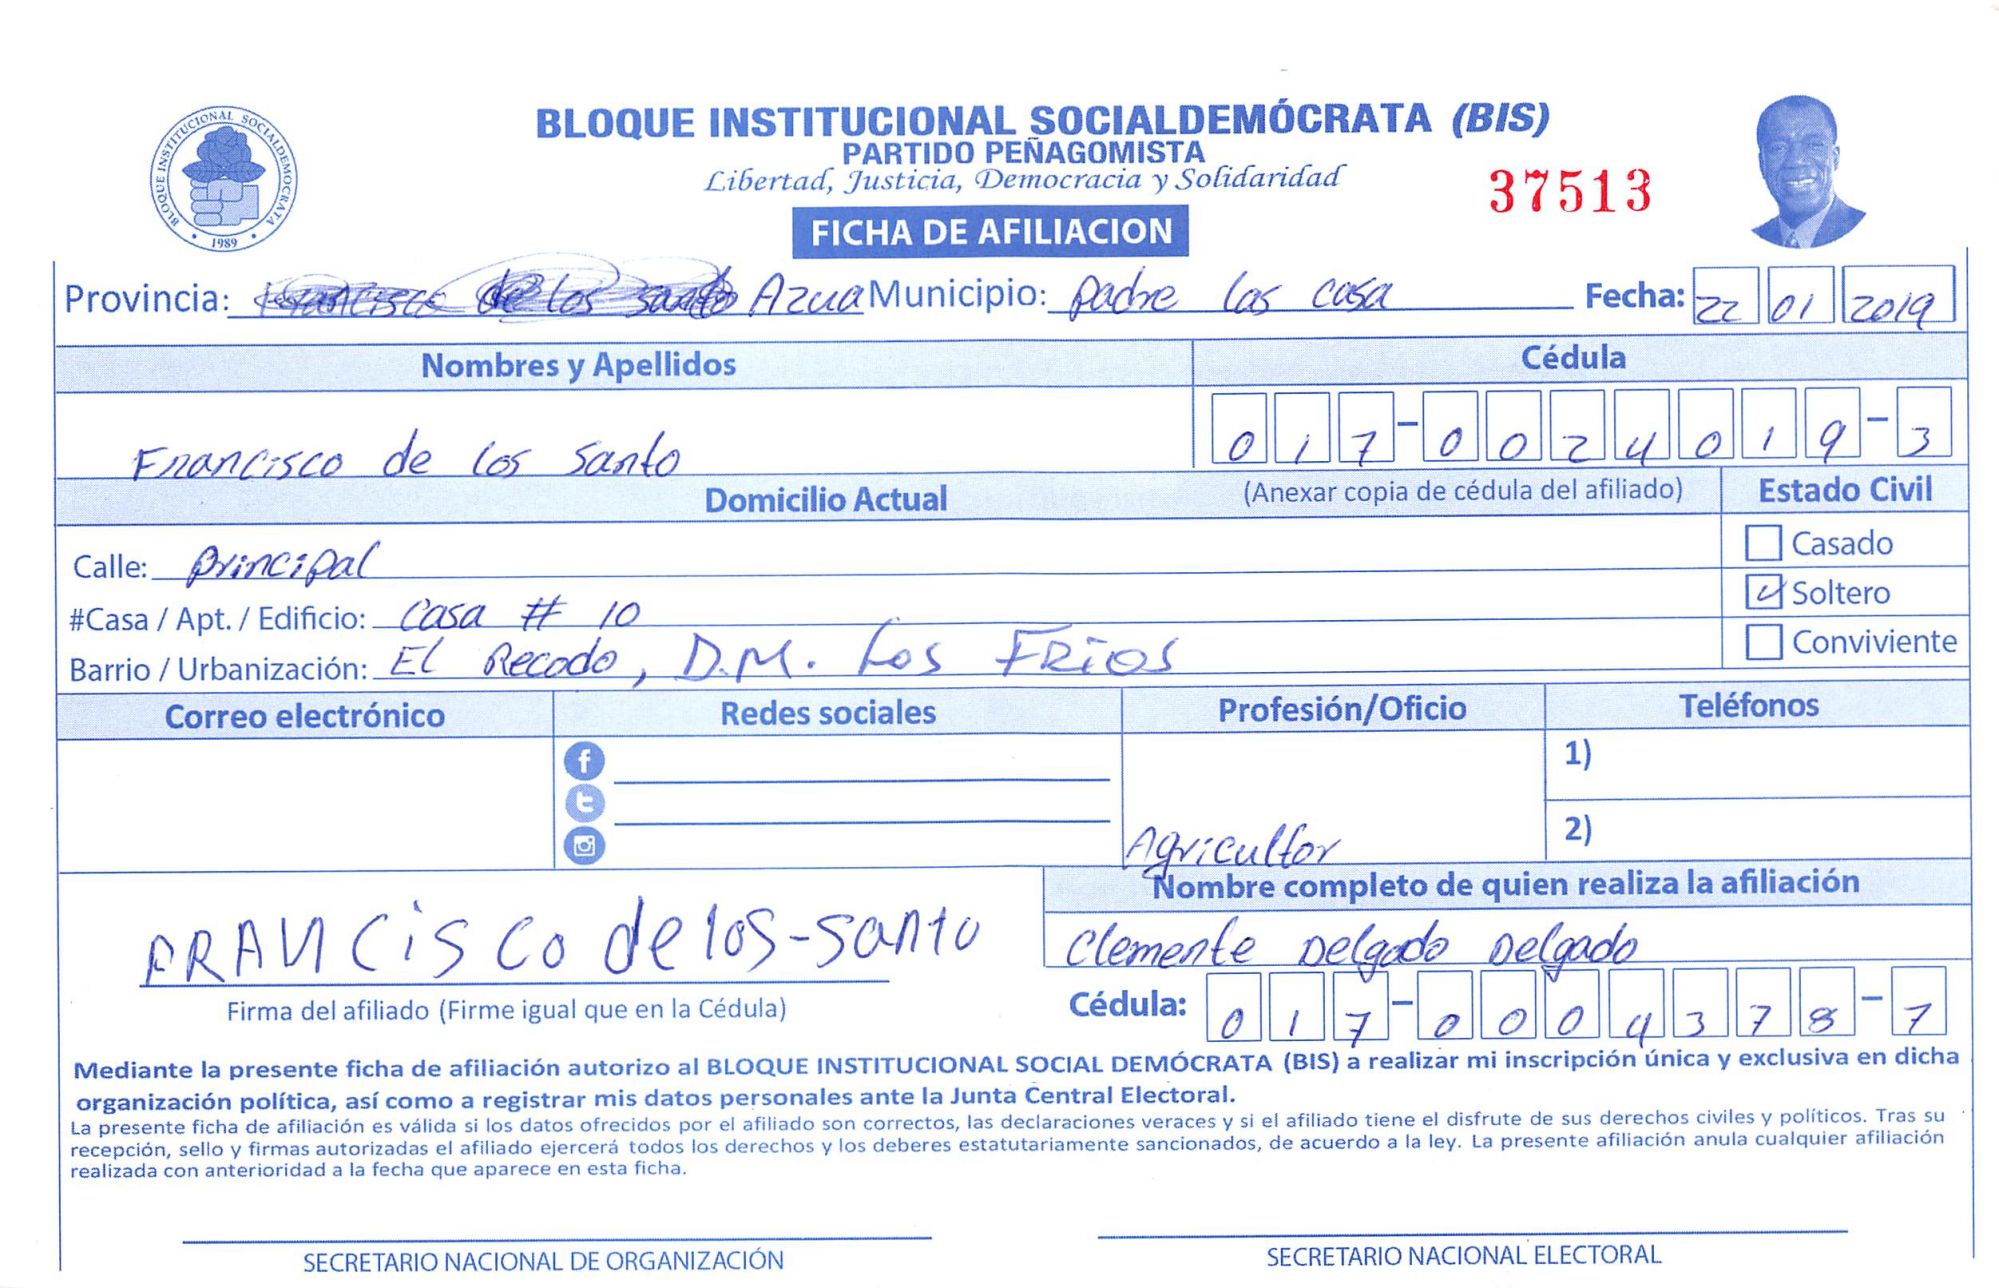 BLOQUE INSTITUCIONAL SOCIALDEMÓCRATA (BIS)
PARTIDO PEÑAGOMISTA
Libertad, Justicia, Democracia y Solidaridad
37513
BLOQUE INSTITUCIONAL SOCIALDEMOCRATA
1989
FICHA DE AFILIACION
Provincia: Francisco de los santo Azua Municipio: padre las casa Fecha: 22 01 2019
Nombres y Apellidos Cédula
Francisco de los santo 017-0024019-3
Domicilio Actual (Anexar copia de cédula del afiliado) Estado Civil
Calle: principal Casado
#Casa / Apt. / Edificio: Casa # 10 Soltero
Barrio / Urbanización: El Recodo, D.M. Los FRios Conviviente
Correo electrónico Redes sociales Profesión/Oficio Teléfonos
1)
2)
Agricultor
Nombre completo de quien realiza la afiliación
FRANCisco de los-santo Clemente Delgado Delgado
Firma del afiliado (Firme igual que en la Cédula) Cédula: 017-0004378-7
Mediante la presente ficha de afiliación autorizo al BLOQUE INSTITUCIONAL SOCIAL DEMÓCRATA (BIS) a realizar mi inscripción única y exclusiva en dicha
organización política, así como a registrar mis datos personales ante la Junta Central Electoral.
La presente ficha de afiliación es válida si los datos ofrecidos por el afiliado son correctos, las declaraciones veraces y si el afiliado tiene el disfrute de sus derechos civiles y políticos. Tras su
recepción, sello y firmas autorizadas el afiliado ejercerá todos los derechos y los deberes estatutariamente sancionados, de acuerdo a la ley. La presente afiliación anula cualquier afiliación
realizada con anterioridad a la fecha que aparece en esta ficha.
SECRETARIO NACIONAL DE ORGANIZACIÓN SECRETARIO NACIONAL ELECTORAL